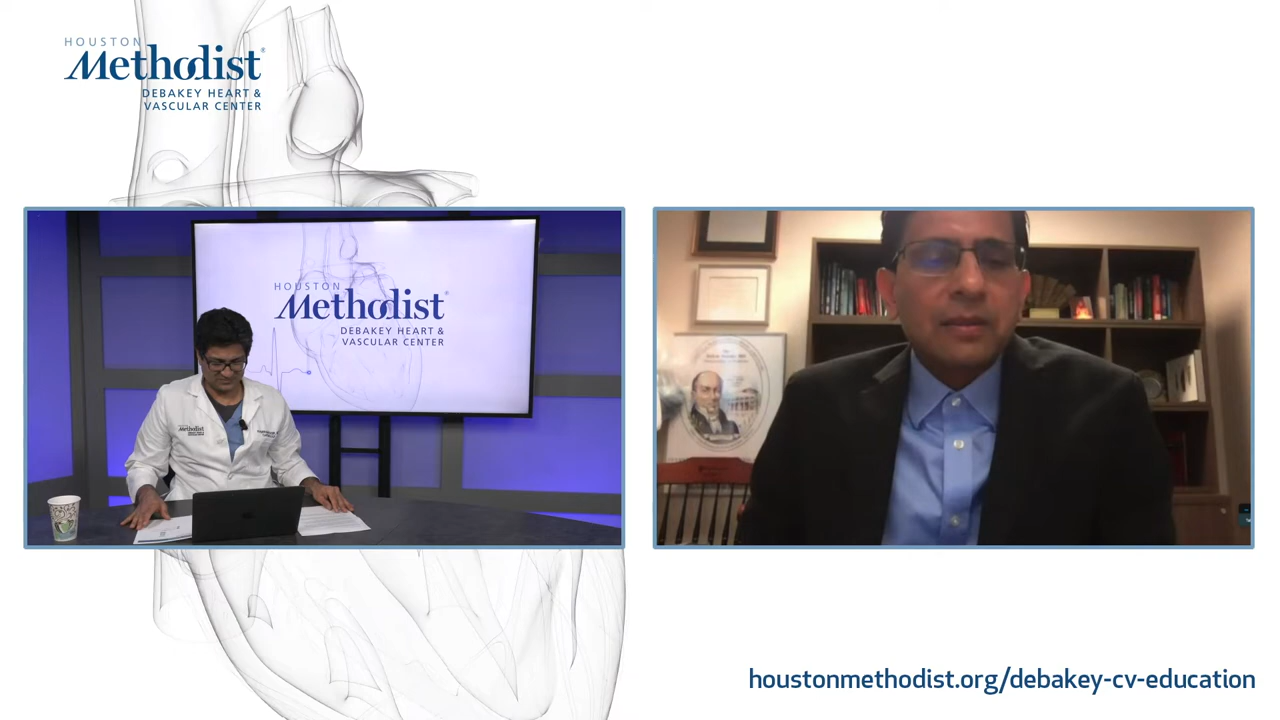 HOUSTON
Methodist®
DEBAKEY HEART &
VASCULAR CENTER
HOUSTON
Methodist®
DEBAKEY HEART &
VASCULAR CENTER
Methodist
houstonmethodist.org/debakey-cv-education